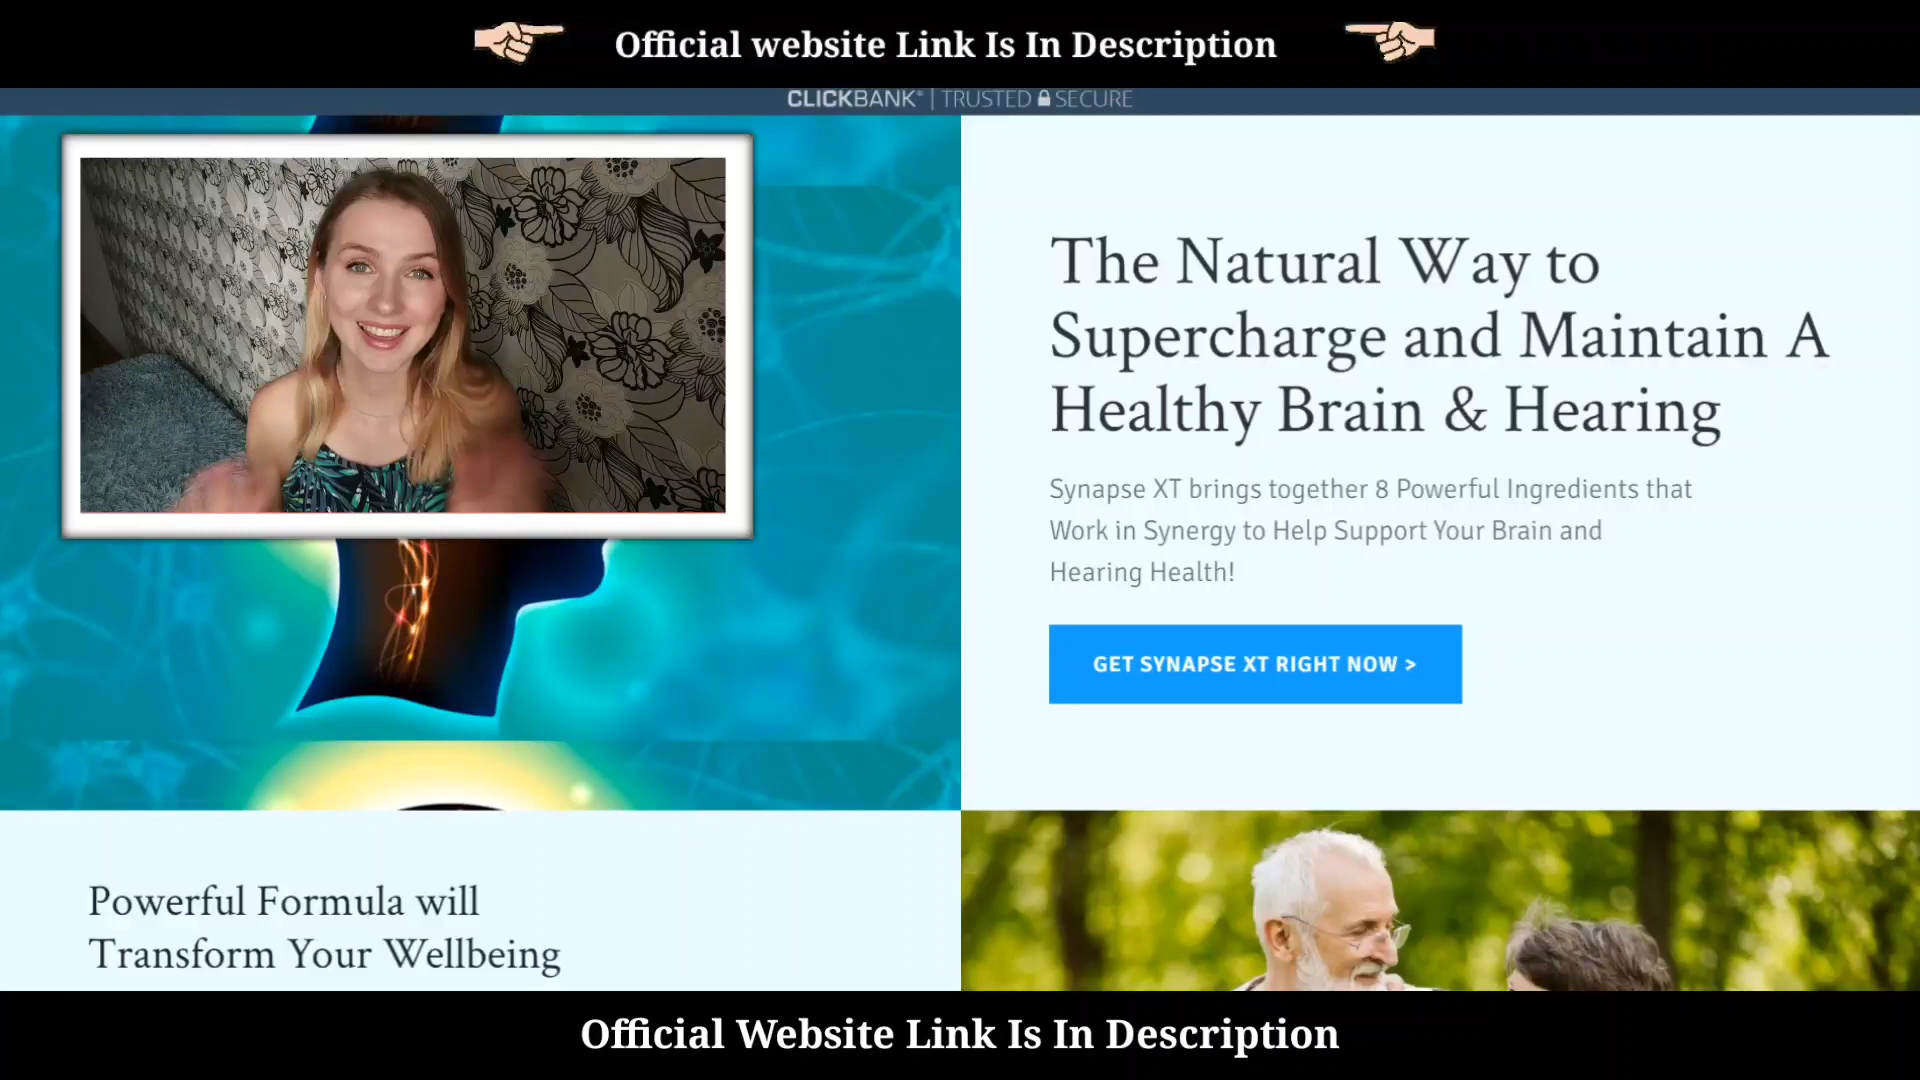 Official website Link Is In Description
CLICKBANK® | TRUSTED SECURE
The Natural Way to
Supercharge and Maintain A
Healthy Brain & Hearing
Synapse XT brings together 8 Powerful Ingredients that
Work in Synergy to Help Support Your Brain and
Hearing Health!
GET SYNAPSE XT RIGHT NOW >
Powerful Formula will
Transform Your Wellbeing
Official Website Link Is In Description